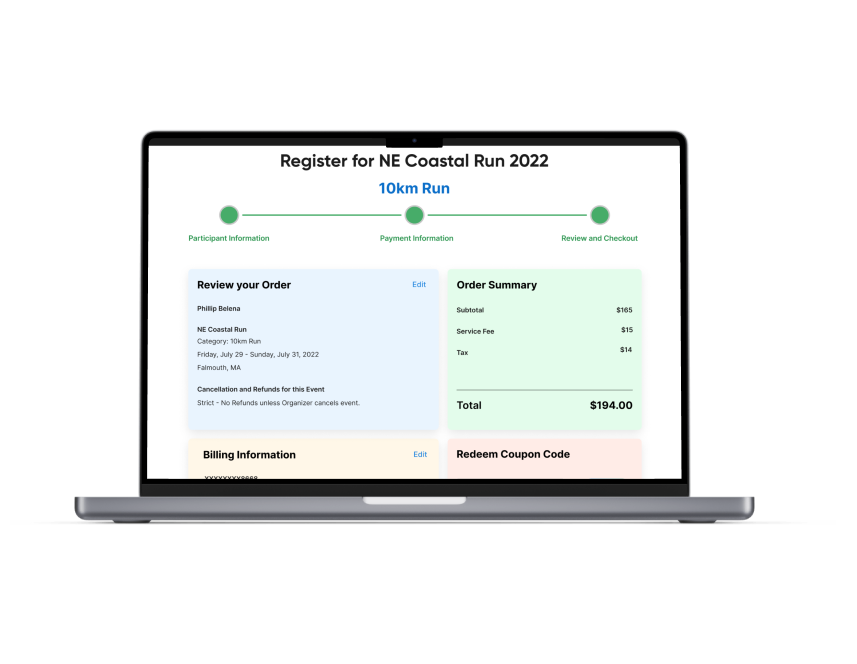 Register for NE Coastal Run 2022
10km Run
Participant Information
Payment Information
Review and Checkout
Review your Order
Edit
Phillip Belena
NE Coastal Run
Category: 10km Run
Friday, July 29 - Sunday, July 31, 2022
Falmouth, MA
Cancellation and Refunds for this Event
Strict - No Refunds unless Organizer cancels event.
Order Summary
Subtotal $165
Service Fee $15
Tax $14
Total $194.00
Billing Information
Edit
Redeem Coupon Code